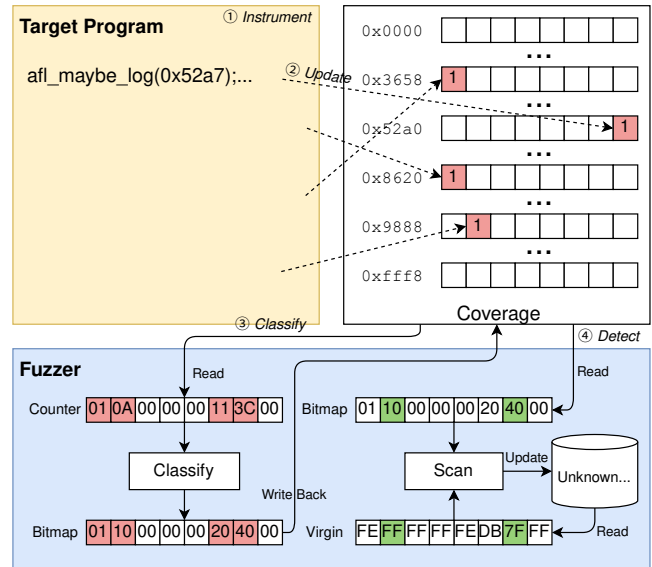 Target Program
① Instrument
afl_maybe_log(0x52a7);...
② Update
0x0000
...
0x3658 1
...
0x52a0 1
...
0x8620 1
...
0x9888 1
...
0xfff8
Coverage
③ Classify
④ Detect
Fuzzer
Read
Read
Counter 01 0A 00 00 00 11 3C 00
Bitmap 01 10 00 00 00 20 40 00
Classify
Scan
Update
Unknown...
Write Back
Bitmap 01 10 00 00 00 20 40 00
Virgin FE FF FF FF FE DB 7F FF
Read